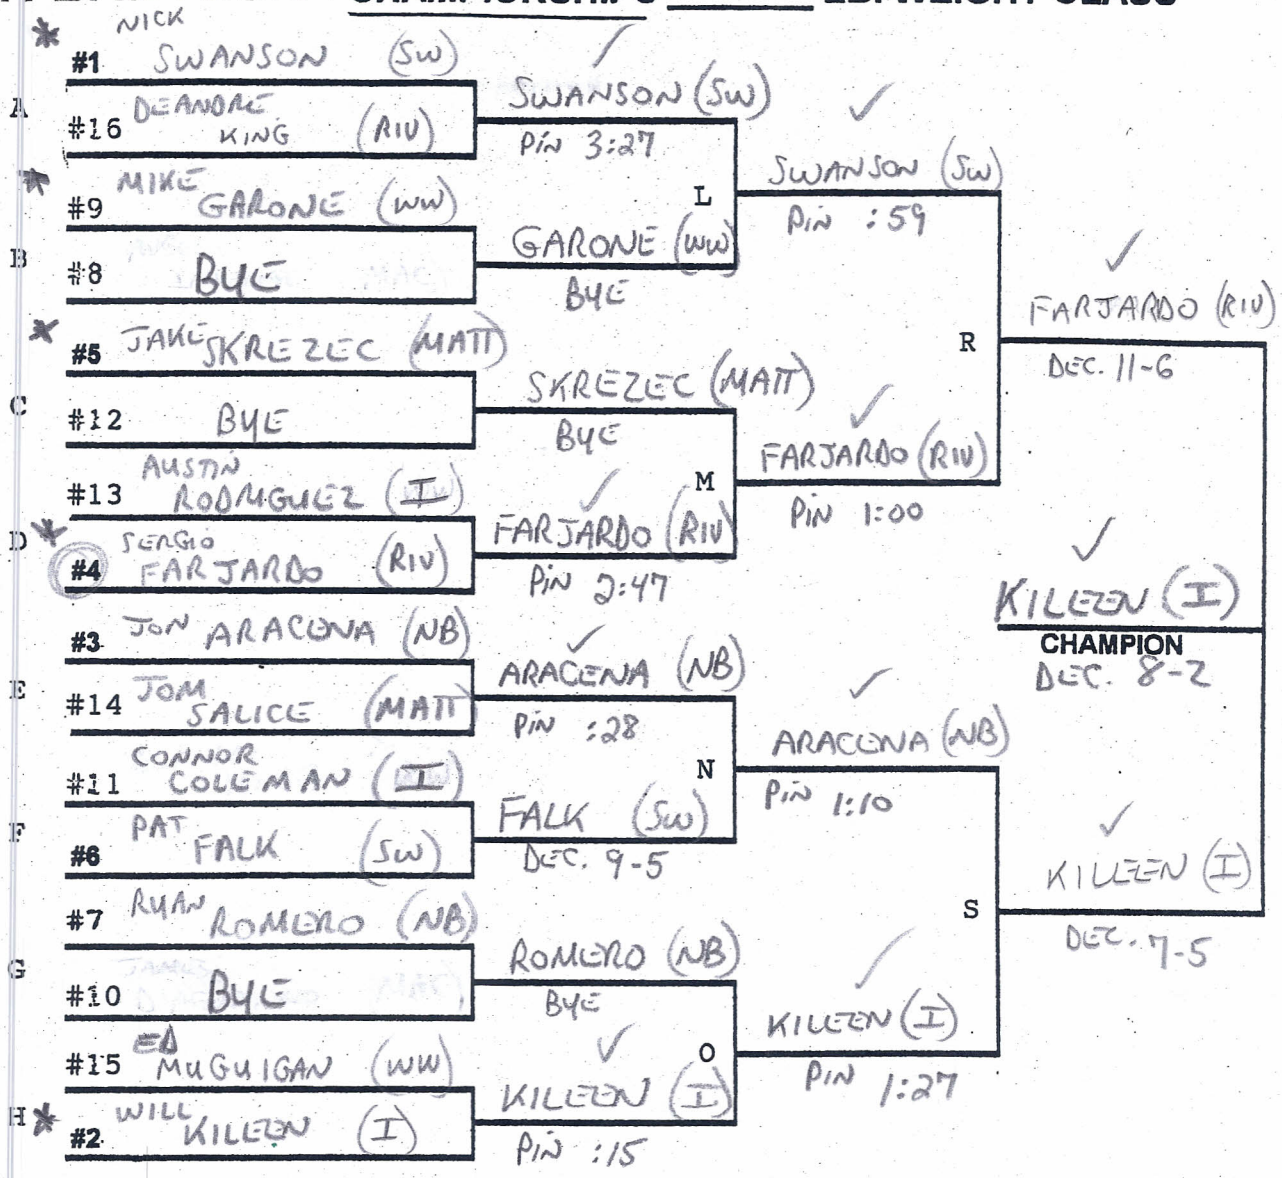 LB. WEIGHT CLASS
NICK
#1 SWANSON (SW)
A
#16 DEANDRE
KING (RIV)
SWANSON (SW)
PIN 3:27
MIKE
#9 GARONE (WW)
B
#8 BYE
GARONE (WW)
BYE
L
SWANSON (SW)
PIN :59
#5 JAKE SKREZEC (MATT)
C
#12 BYE
SKREZEC (MATT)
BYE
AUSTIN
#13 RODRIGUEZ (I)
D
SERGIO
#4 FARJARDO (RIV)
FARJARDO (RIV)
PIN 2:47
M
FARJARDO (RIV)
PIN 1:00
R
FARJARDO (RIV)
DEC. 11-6
#3 JON ARACENA (NB)
E
#14 TOM
SALICE (MATT)
ARACENA (NB)
PIN :28
CONNOR
#11 COLEMAN (I)
F
PAT
#6 FALK (SW)
FALK (SW)
DEC. 9-5
N
ARACENA (NB)
PIN 1:10
#7 RYAN ROMERO (NB)
G
#10 BYE
ROMERO (NB)
BYE
ED
#15 MUGUIGAN (WW)
H
WILL
#2 KILEEN (I)
KILEEN (I)
PIN :15
O
KILEEN (I)
PIN 1:27
S
KILEEN (I)
DEC. 7-5
KILEEN (I)
CHAMPION
DEC. 8-2